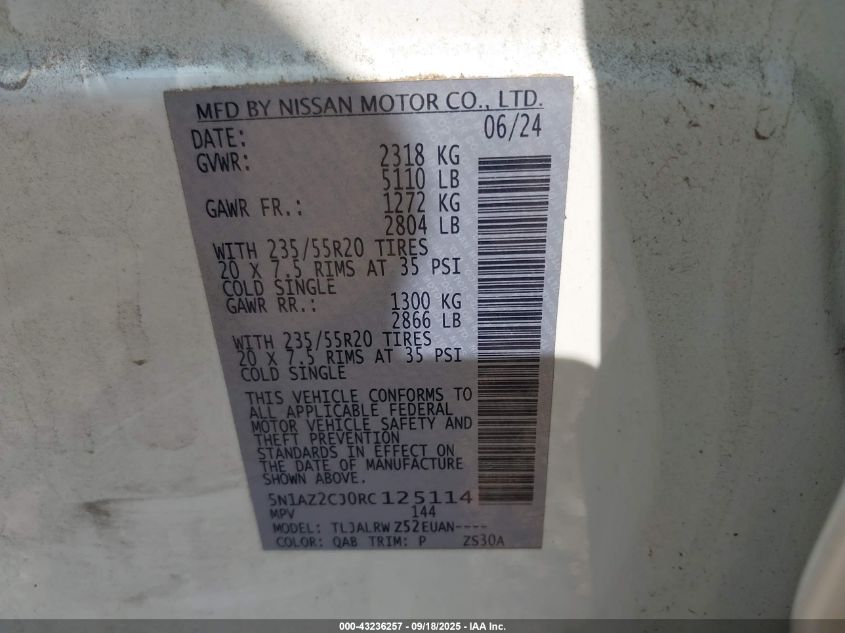 MFD BY NISSAN MOTOR CO., LTD.
DATE: 06/24
GVWR: 2318 KG
5110 LB
GAWR FR.: 1272 KG
2804 LB
WITH 235/55R20 TIRES
20 X 7.5 RIMS AT 35 PSI
COLD SINGLE
GAWR RR.: 1300 KG
2866 LB
WITH 235/55R20 TIRES
20 X 7.5 RIMS AT 35 PSI
COLD SINGLE
THIS VEHICLE CONFORMS TO
ALL APPLICABLE FEDERAL
MOTOR VEHICLE SAFETY AND
THEFT PREVENTION
STANDARDS IN EFFECT ON
THE DATE OF MANUFACTURE
SHOWN ABOVE.
5N1AZ2CJ0RC125114
MPV 144
MODEL: TLJALRWZ52EUAN----
COLOR: QAB TRIM: P ZS30A
000-43236257 - 09/18/2025 - IAA Inc.